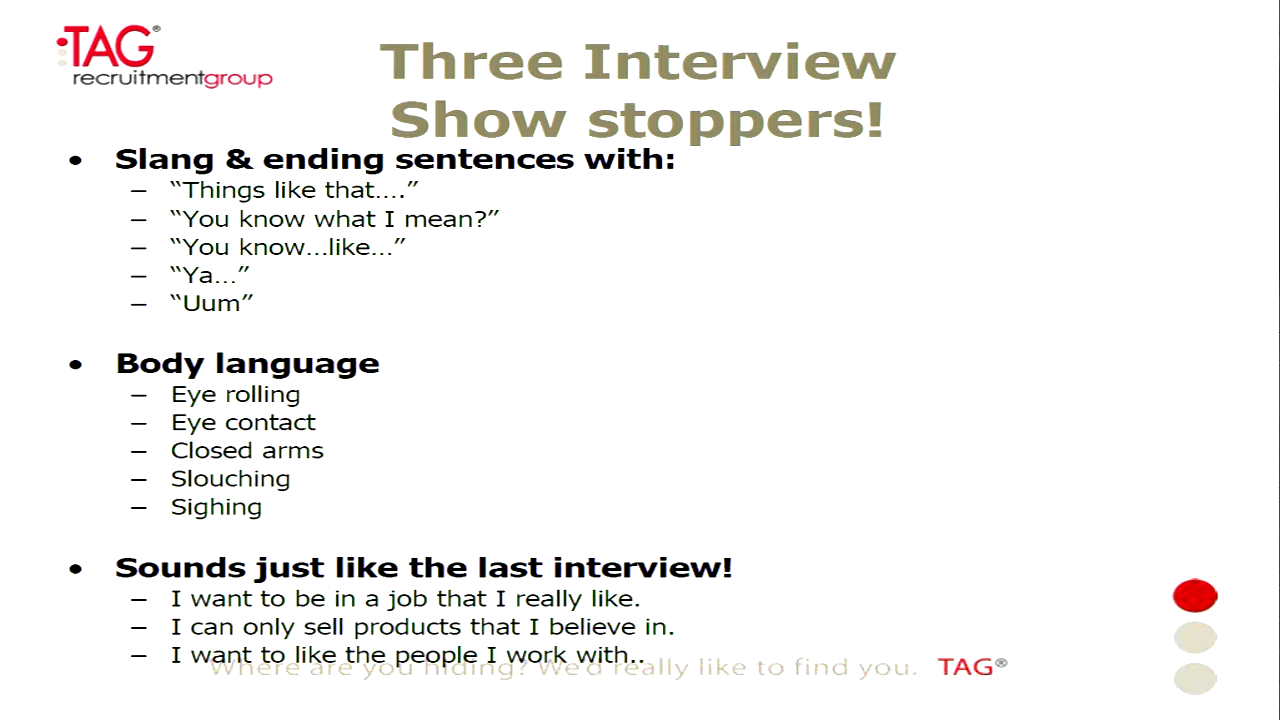 TAG®
recruitmentgroup
Three Interview
Show stoppers!
• Slang & ending sentences with:
– “Things like that….”
– “You know what I mean?”
– “You know…like…”
– “Ya…”
– “Uum”
• Body language
– Eye rolling
– Eye contact
– Closed arms
– Slouching
– Sighing
• Sounds just like the last interview!
– I want to be in a job that I really like.
– I can only sell products that I believe in.
– I want to like the people I work with..
Where are you hiding? We'd really like to find you. TAG®